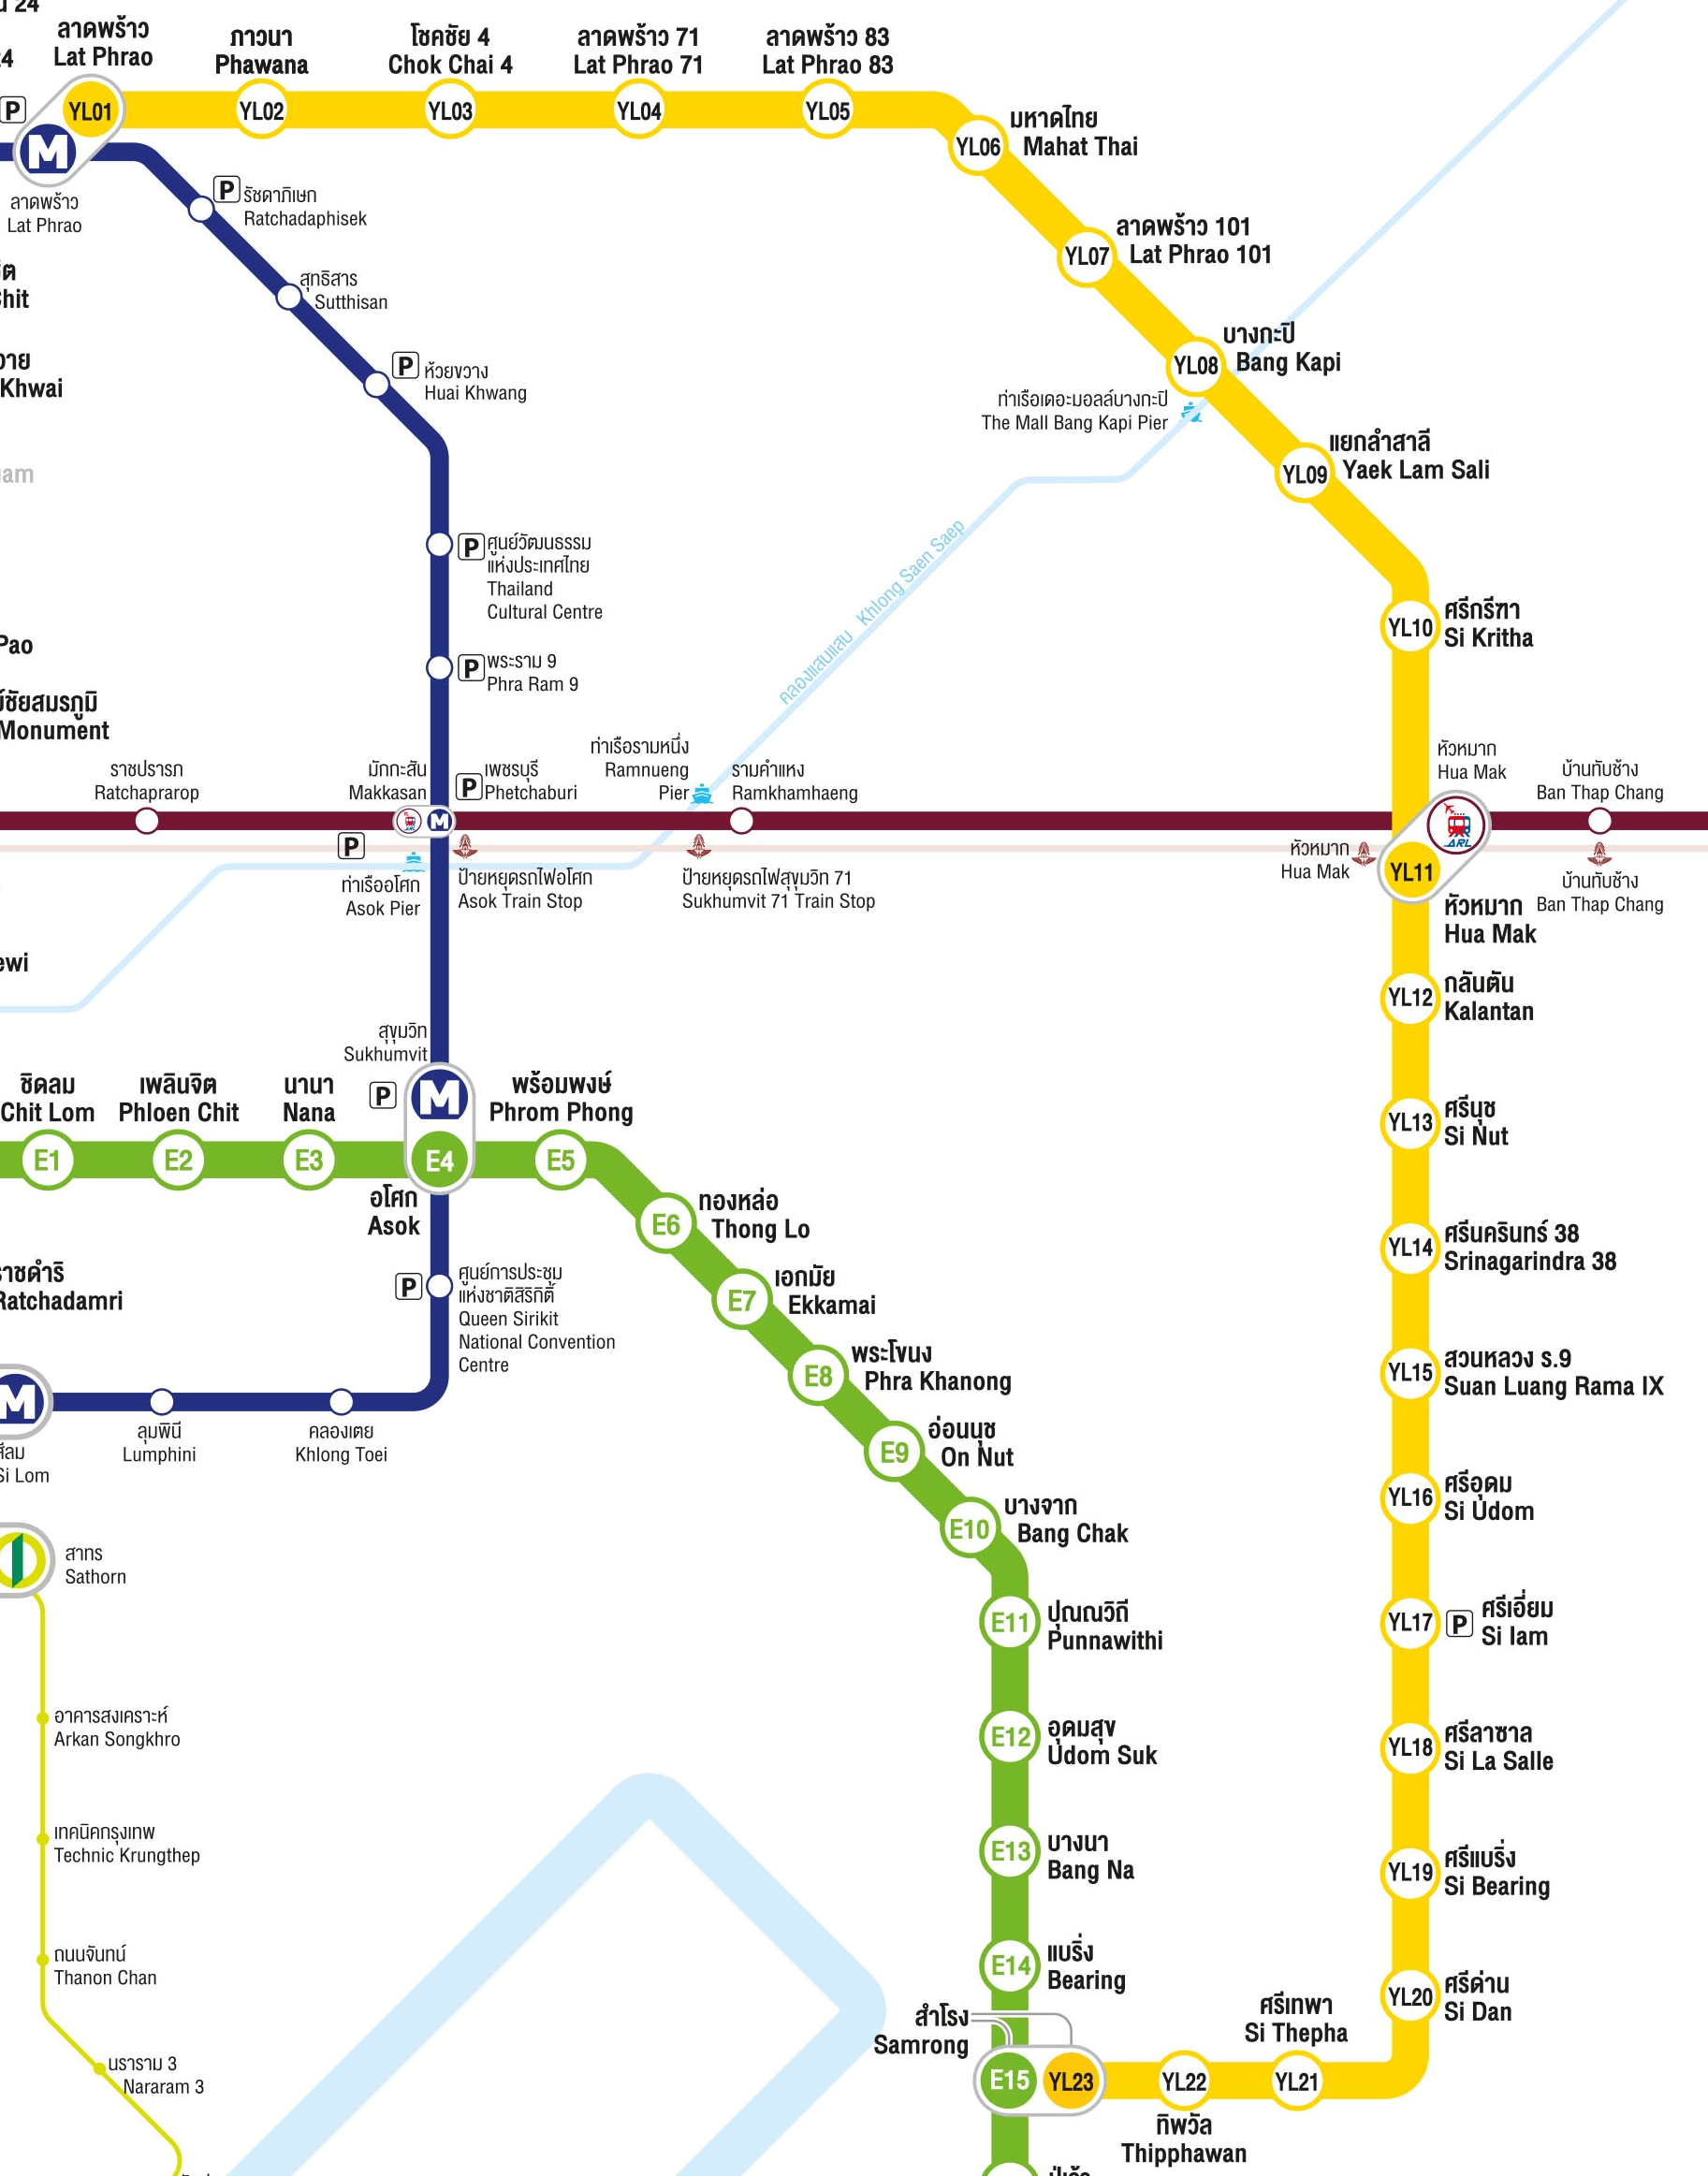 24
ลาดพร้าว
Lat Phrao
ภาวนา
Phawana
โชคชัย 4
Chok Chai 4
ลาดพร้าว 71
Lat Phrao 71
ลาดพร้าว 83
Lat Phrao 83
P
YL01
YL02
YL03
YL04
YL05
YL06
มหาดไทย
Mahat Thai
M
ลาดพร้าว
Lat Phrao
P
รัชดาภิเษก
Ratchadaphisek
YL07
ลาดพร้าว 101
Lat Phrao 101
สุทธิสาร
Sutthisan
YL08
บางกะปิ
Bang Kapi
P
ห้วยขวาง
Huai Khwang
Khwai
ท่าเรือเดอะมอลล์บางกะปิ
The Mall Bang Kapi Pier
YL09
แยกลำสาลี
Yaek Lam Sali
คลองแสนแสบ Khlong Saen Saep
P
ศูนย์วัฒนธรรม
แห่งประเทศไทย
Thailand
Cultural Centre
YL10
ศรีกรีฑา
Si Kritha
Pao
P
พระราม 9
Phra Ram 9
ชัยสมรภูมิ
Monument
ราชปรารภ
Ratchaprarop
มักกะสัน
Makkasan
P
เพชรบุรี
Phetchaburi
ท่าเรือรามหนึ่ง
Ramnueng
Pier
รามคำแหง
Ramkhamhaeng
หัวหมาก
Hua Mak
บ้านทับช้าง
Ban Thap Chang
M
ARL
P
ท่าเรืออโศก
Asok Pier
ป้ายหยุดรถไฟอโศก
Asok Train Stop
ป้ายหยุดรถไฟสุขุมวิท 71
Sukhumvit 71 Train Stop
หัวหมาก
Hua Mak
YL11
หัวหมาก
Hua Mak
บ้านทับช้าง
Ban Thap Chang
YL12
กลันตัน
Kalantan
สุขุมวิท
Sukhumvit
P
M
ชิดลม
Chit Lom
เพลินจิต
Phloen Chit
นานา
Nana
พร้อมพงษ์
Phrom Phong
YL13
ศรีนุช
Si Nut
E1
E2
E3
E4
E5
อโศก
Asok
E6
ทองหล่อ
Thong Lo
YL14
ศรีนครินทร์ 38
Srinagarindra 38
ราชดำริ
Ratchadamri
P
ศูนย์การประชุม
แห่งชาติสิริกิติ์
Queen Sirikit
National Convention
Centre
E7
เอกมัย
Ekkamai
E8
พระโขนง
Phra Khanong
YL15
สวนหลวง ร.9
Suan Luang Rama IX
M
สีลม
Si Lom
ลุมพินี
Lumphini
คลองเตย
Khlong Toei
E9
อ่อนนุช
On Nut
YL16
ศรีอุดม
Si Udom
E10
บางจาก
Bang Chak
สาทร
Sathorn
E11
ปุณณวิถี
Punnawithi
YL17
P
ศรีเอี่ยม
Si Iam
อาคารสงเคราะห์
Arkan Songkhro
E12
อุดมสุข
Udom Suk
YL18
ศรีลาซาล
Si La Salle
เทคนิคกรุงเทพ
Technic Krungthep
E13
บางนา
Bang Na
YL19
ศรีแบริ่ง
Si Bearing
ถนนจันทน์
Thanon Chan
E14
แบริ่ง
Bearing
YL20
ศรีด่าน
Si Dan
สำโรง
Samrong
ศรีเทพา
Si Thepha
นราราม 3
Nararam 3
E15
YL23
YL22
YL21
ทิพวัล
Thipphawan